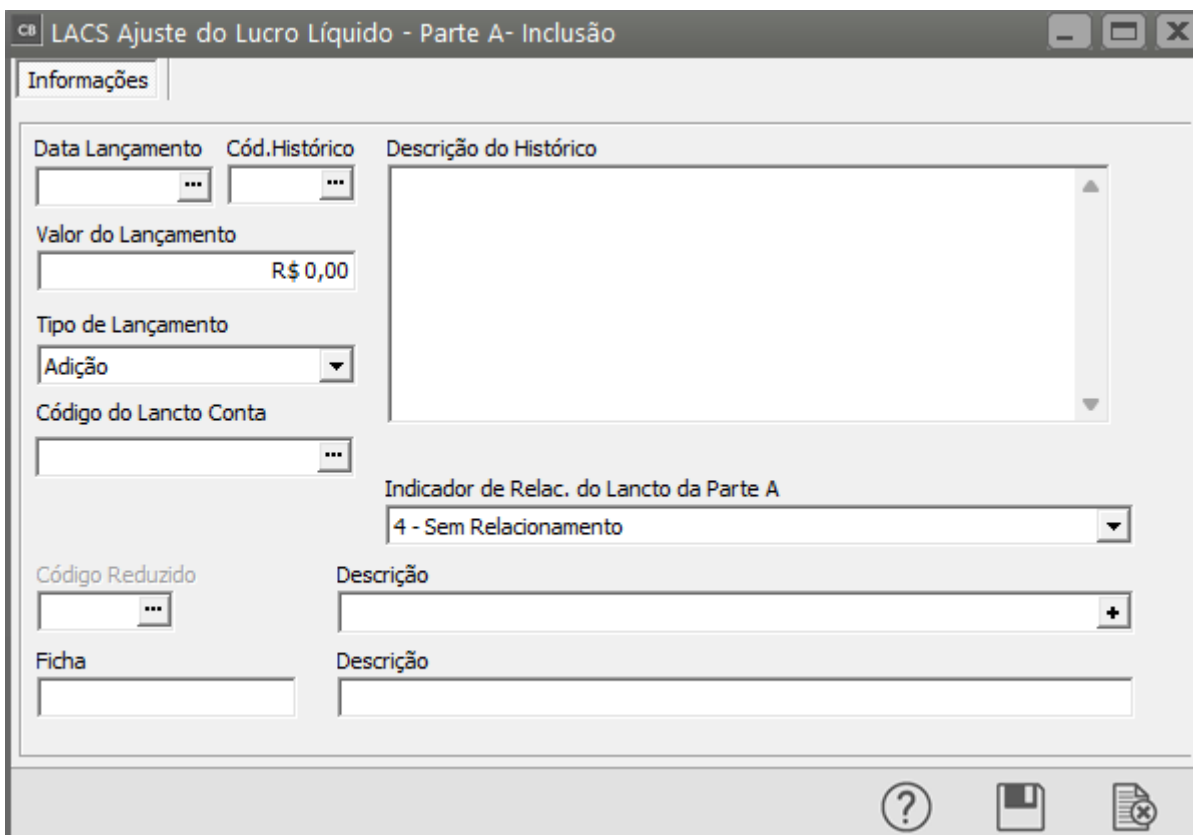 CB LACS Ajuste do Lucro Líquido - Parte A- Inclusão
Informações
Data Lançamento Cód.Histórico Descrição do Histórico
Valor do Lançamento
R$ 0,00
Tipo de Lançamento
Adição
Código do Lancto Conta
Indicador de Relac. do Lancto da Parte A
4 - Sem Relacionamento
Código Reduzido Descrição
Ficha Descrição